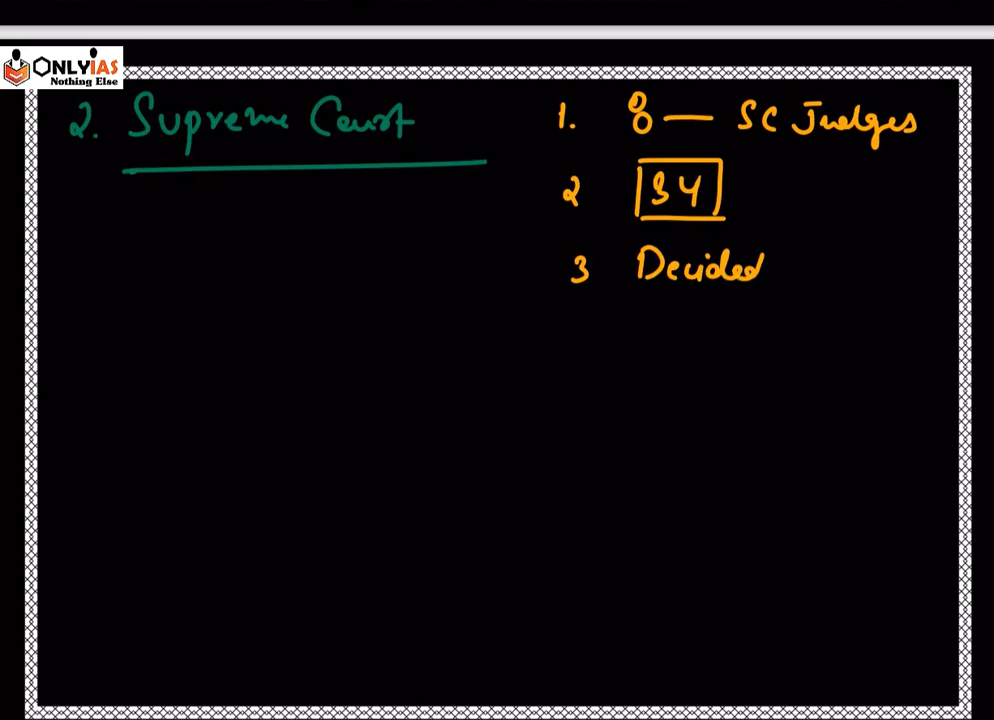 ONLYIAS
Nothing Else
2. Supreme Court
1. 8 — SC Judges
2 34
3 Decided